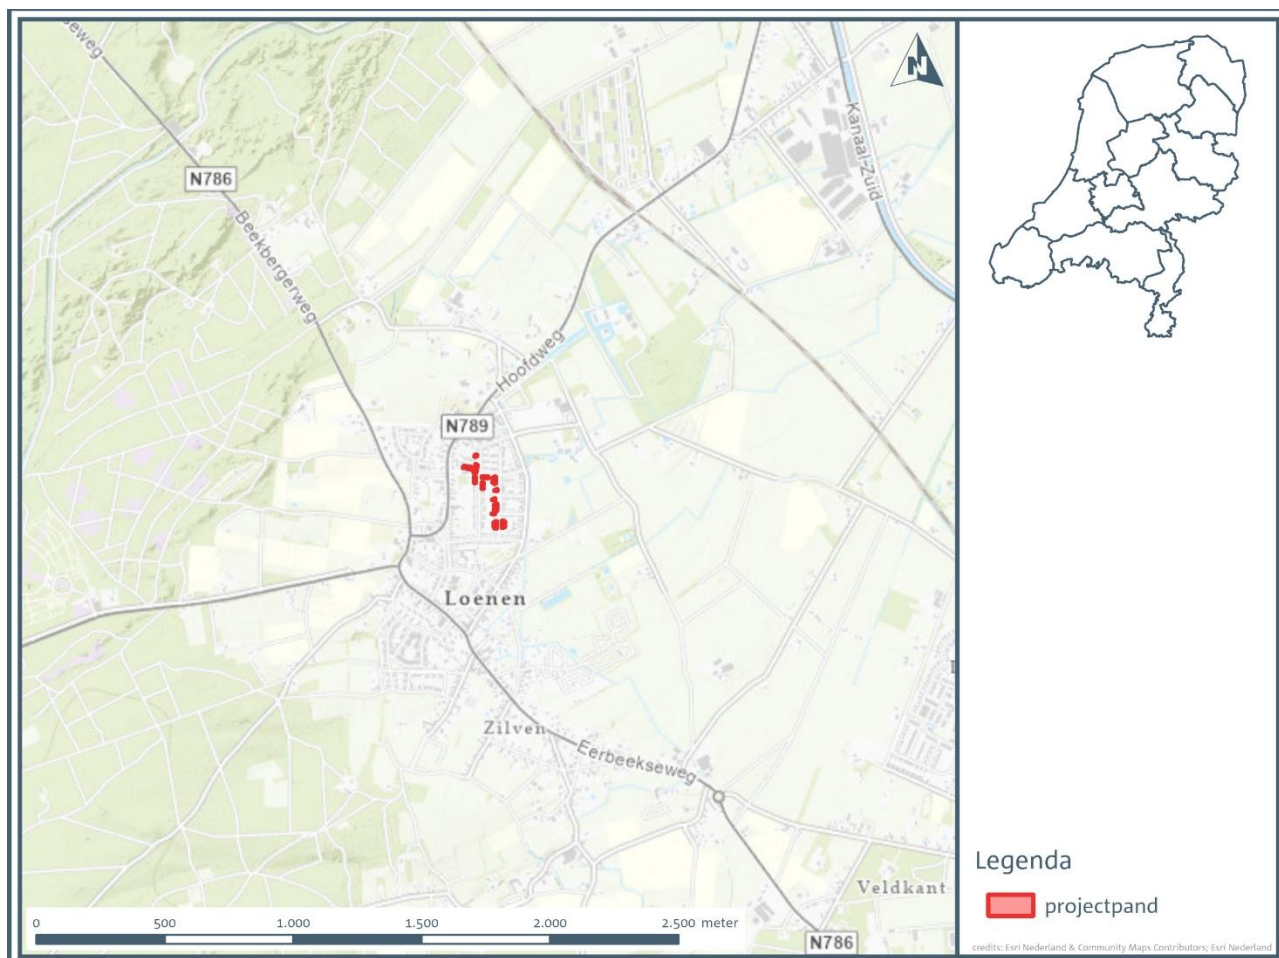 seweg
N
Kanaal-Zuid
N786
Beekbergerweg
Hoofdweg
N789
Loenen
Zilven
Eerbeekseweg
Veldkant
N786
0 500 1.000 1.500 2.000 2.500 meter
Legenda
projectpand
credits: Esri Nederland & Community Maps Contributors; Esri Nederland